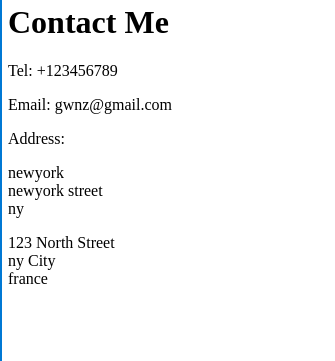 Contact Me
Tel: +123456789
Email: gwnz@gmail.com
Address:
newyork
newyork street
ny
123 North Street
ny City
france